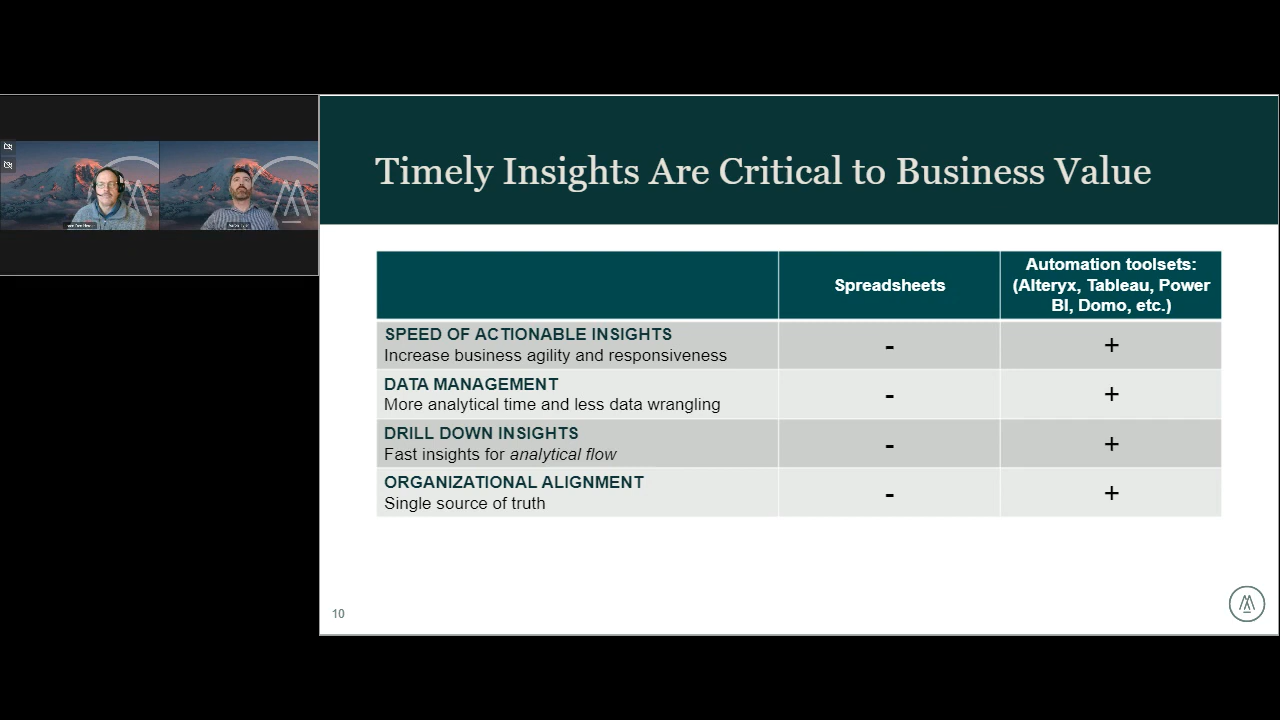 Timely Insights Are Critical to Business Value
Spreadsheets
Automation toolsets:
(Alteryx, Tableau, Power
BI, Domo, etc.)
SPEED OF ACTIONABLE INSIGHTS
Increase business agility and responsiveness
-
+
DATA MANAGEMENT
More analytical time and less data wrangling
-
+
DRILL DOWN INSIGHTS
Fast insights for analytical flow
-
+
ORGANIZATIONAL ALIGNMENT
Single source of truth
-
+
10